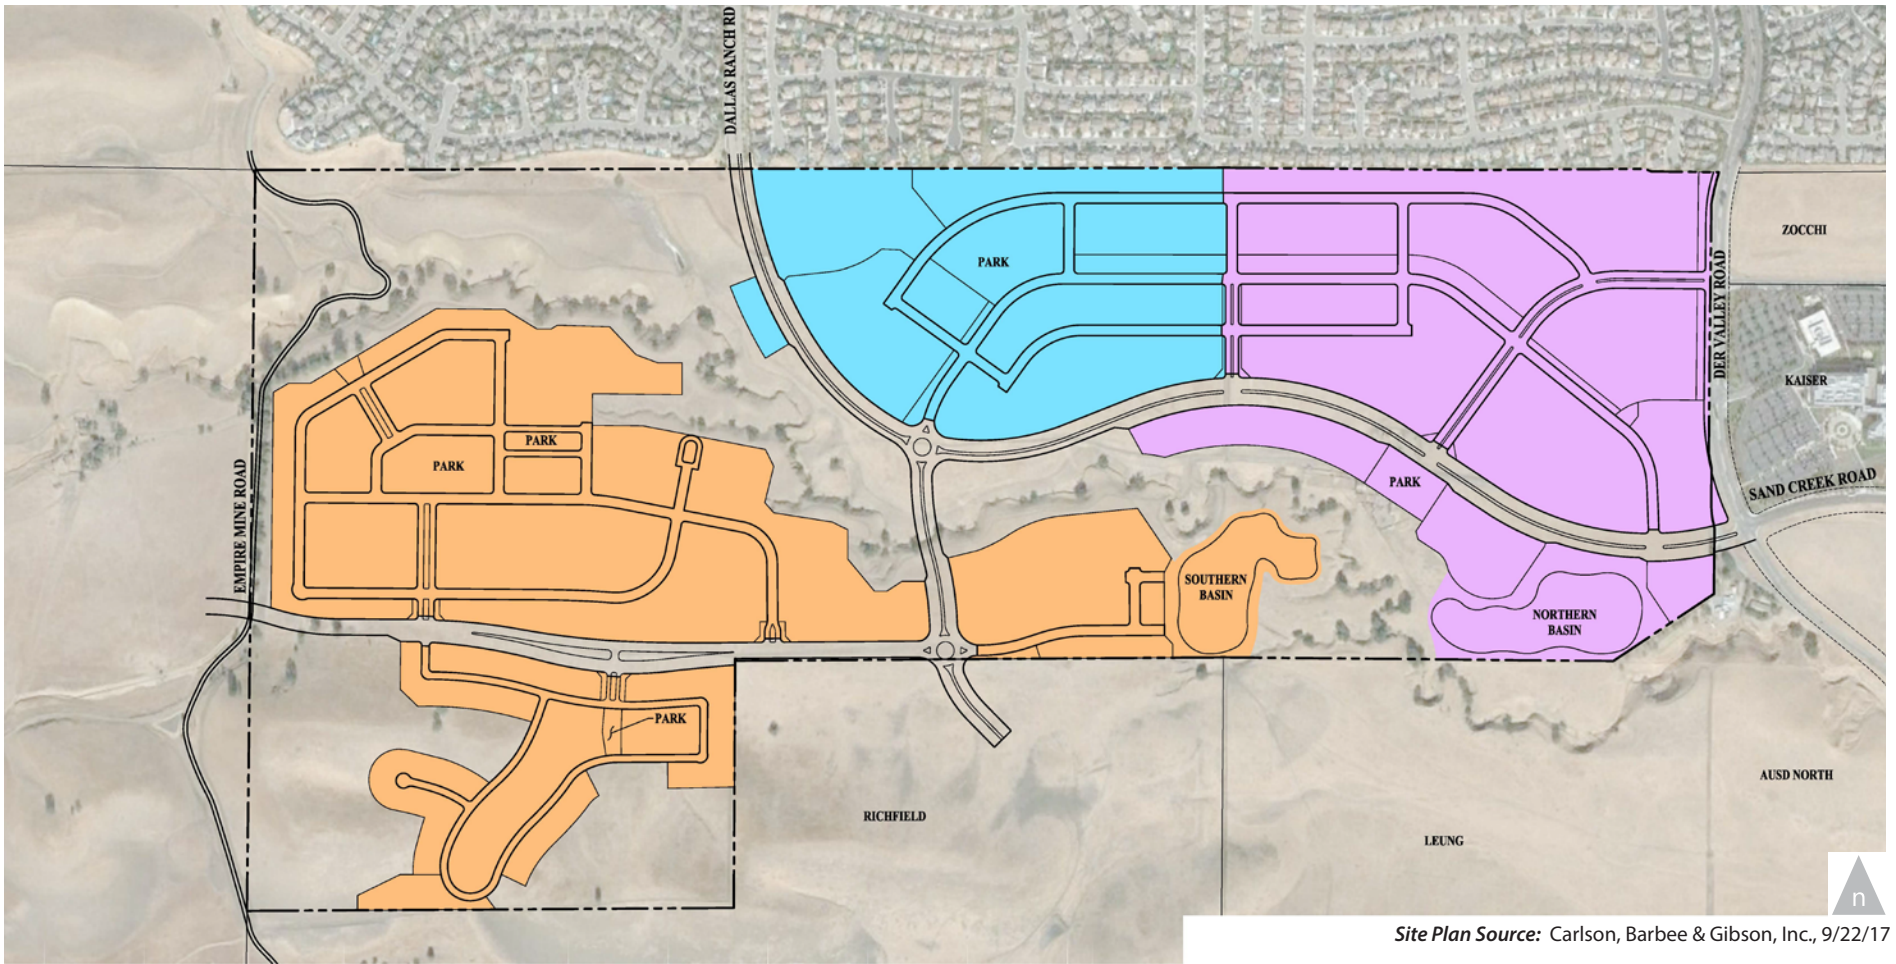 DALLAS RANCH RD
ZOCCHI
PARK
DER VALLEY ROAD
KAISER
PARK
PARK
PARK
SAND CREEK ROAD
EMPIRE MINE ROAD
SOUTHERN
BASIN
NORTHERN
BASIN
PARK
AUSD NORTH
RICHFIELD
LEUNG
n
Site Plan Source: Carlson, Barbee & Gibson, Inc., 9/22/17